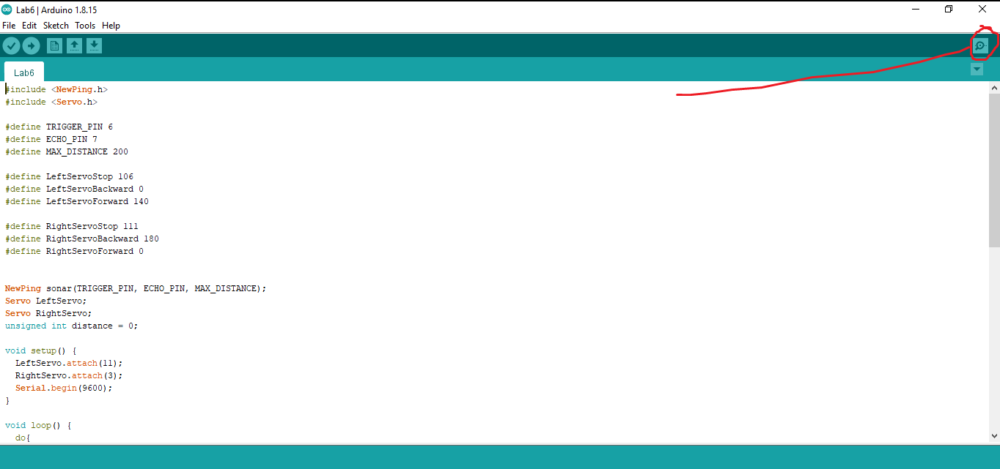 Lab6 | Arduino 1.8.15
File Edit Sketch Tools Help
Lab6
#include <NewPing.h>
#include <Servo.h>
#define TRIGGER_PIN 6
#define ECHO_PIN 7
#define MAX_DISTANCE 200
#define LeftServoStop 106
#define LeftServoBackward 0
#define LeftServoForward 140
#define RightServoStop 111
#define RightServoBackward 180
#define RightServoForward 0
NewPing sonar(TRIGGER_PIN, ECHO_PIN, MAX_DISTANCE);
Servo LeftServo;
Servo RightServo;
unsigned int distance = 0;
void setup() {
  LeftServo.attach(11);
  RightServo.attach(3);
  Serial.begin(9600);
}
void loop() {
  do{